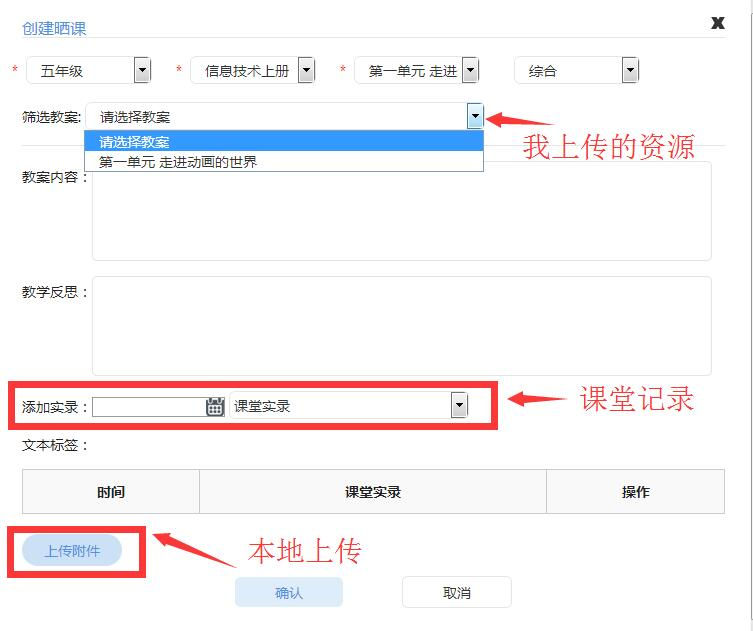 创建晒课
* 五年级 * 信息技术上册 * 第一单元 走进 综合
筛选教案: 请选择教案
请选择教案
我上传的资源
第一单元 走进动画的世界
教案内容：
教学反思：
添加实录： 课堂实录
课堂记录
文本标签：
时间 课堂实录 操作
上传附件
本地上传
确认 取消